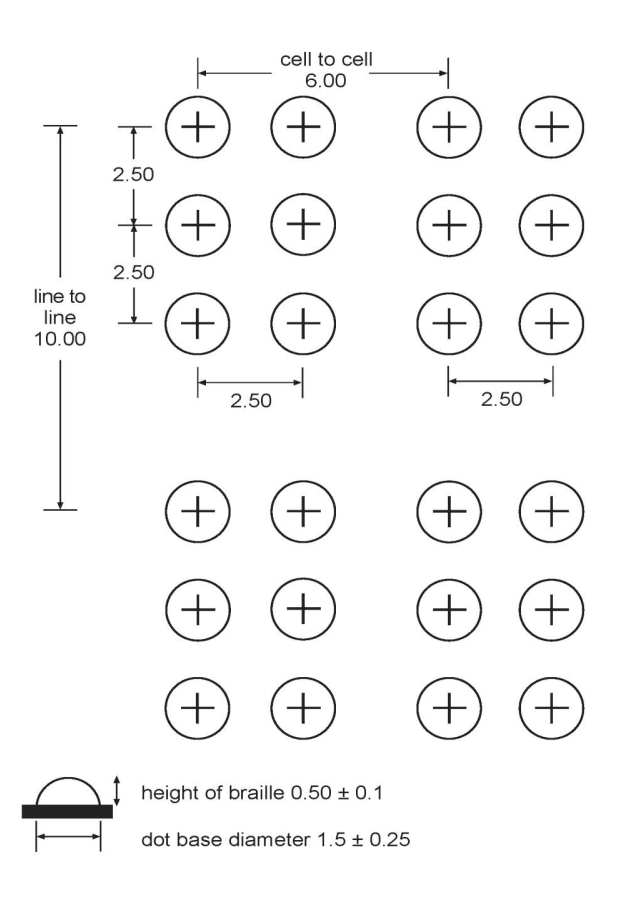 cell to cell
6.00
2.50
2.50
line to
line
10.00
2.50
2.50
height of braille 0.50 ± 0.1
dot base diameter 1.5 ± 0.25